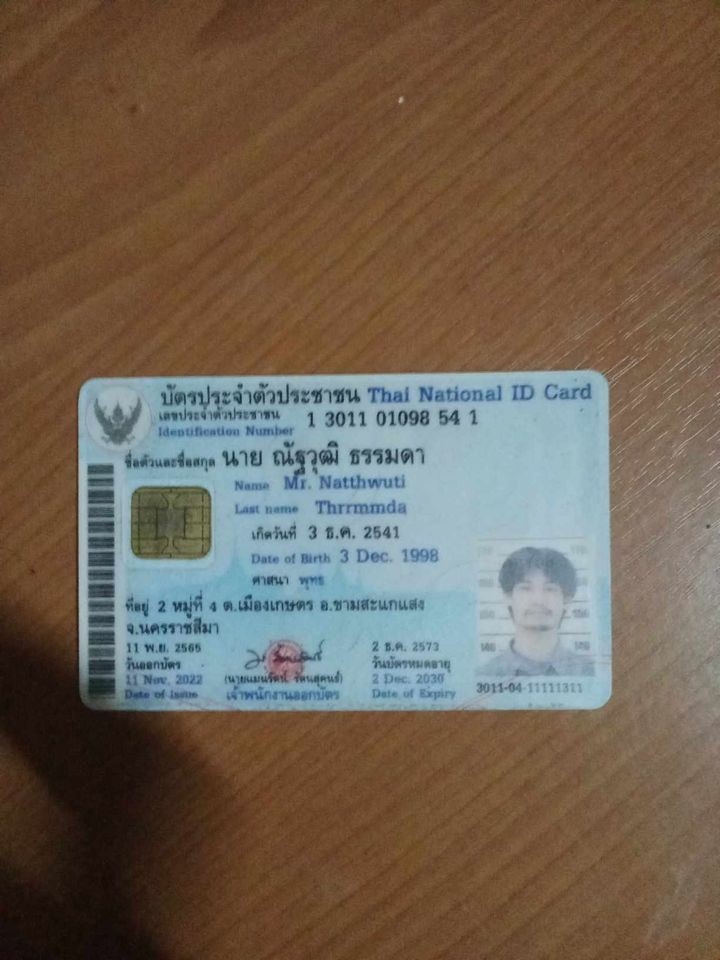 บัตรประจำตัวประชาชน Thai National ID Card
เลขประจำตัวประชาชน 1 3011 01098 54 1
Identification Number
ชื่อตัวและชื่อสกุล นาย ณัฐวุฒิ ธรรมดา
Name Mr. Natthwuti
Last name Thrrmmda
เกิดวันที่ 3 ธ.ค. 2541
Date of Birth 3 Dec. 1998
ศาสนา พุทธ
ที่อยู่ 2 หมู่ที่ 4 ต.เมืองเกษตร อ.ขามสะแกแสง
จ.นครราชสีมา
11 พ.ย. 2565 2 ธ.ค. 2573
วันออกบัตร วันบัตรหมดอายุ
11 Nov. 2022 2 Dec. 2030
Date of Issue เจ้าพนักงานออกบัตร Date of Expiry
3011-04-11111311